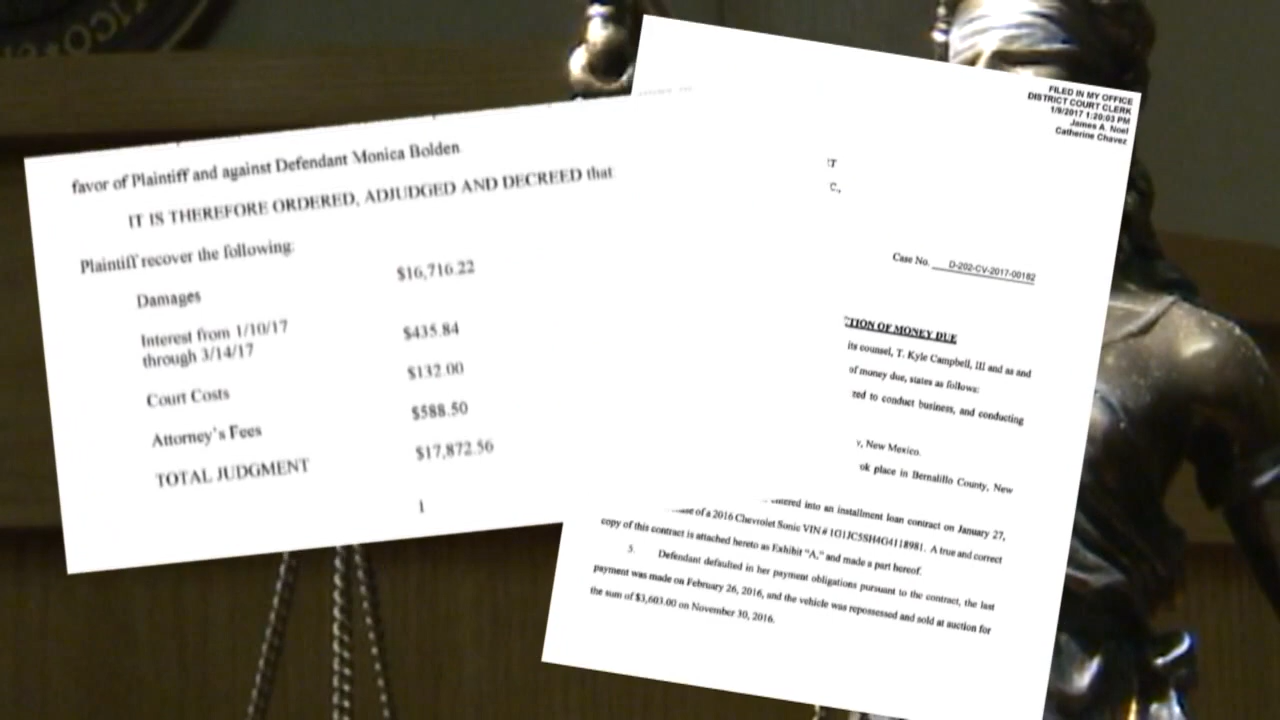 favor of Plaintiff and against Defendant Monica Bolden
IT IS THEREFORE ORDERED, ADJUDGED AND DECREED that
Plaintiff recover the following:
Damages $16,716.22
Interest from 1/10/17
through 3/14/17 $435.84
Court Costs $132.00
Attorney's Fees $588.50
TOTAL JUDGMENT $17,872.56
1
FILED IN MY OFFICE
DISTRICT COURT CLERK
1/9/2017 1:20:03 PM
James A. Noel
Catherine Chavez
C.,
Case No. D-202-CV-2017-00182
TION OF MONEY DUE
its counsel, T. Kyle Campbell, III and as and
of money due, states as follows:
zed to conduct business, and conducting
, New Mexico.
ok place in Bernalillo County, New
entered into an installment loan contract on January 27,
of a 2016 Chevrolet Sonic VIN # 1G1JC5SH4G4118981. A true and correct
copy of this contract is attached hereto as Exhibit "A," and made a part hereof.
5. Defendant defaulted in her payment obligations pursuant to the contract, the last
payment was made on February 26, 2016, and the vehicle was repossessed and sold at auction for
the sum of $3,603.00 on November 30, 2016.